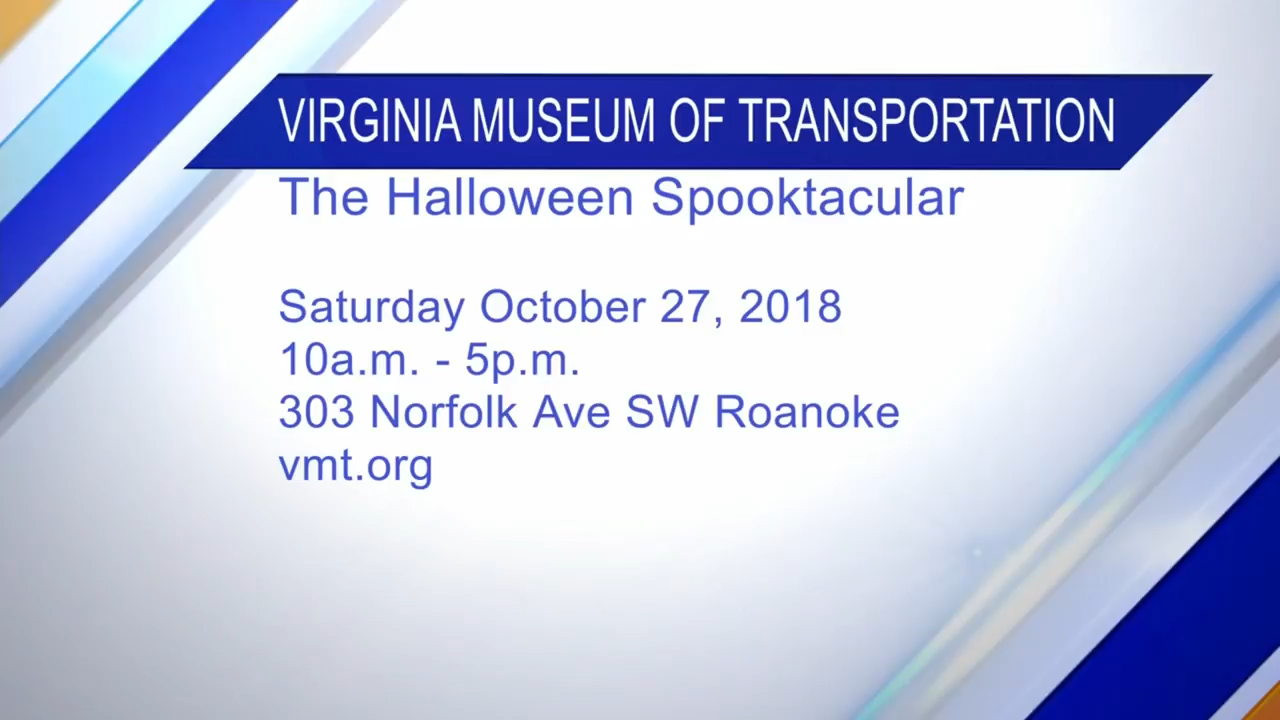 VIRGINIA MUSEUM OF TRANSPORTATION
The Halloween Spooktacular
Saturday October 27, 2018
10a.m. - 5p.m.
303 Norfolk Ave SW Roanoke
vmt.org